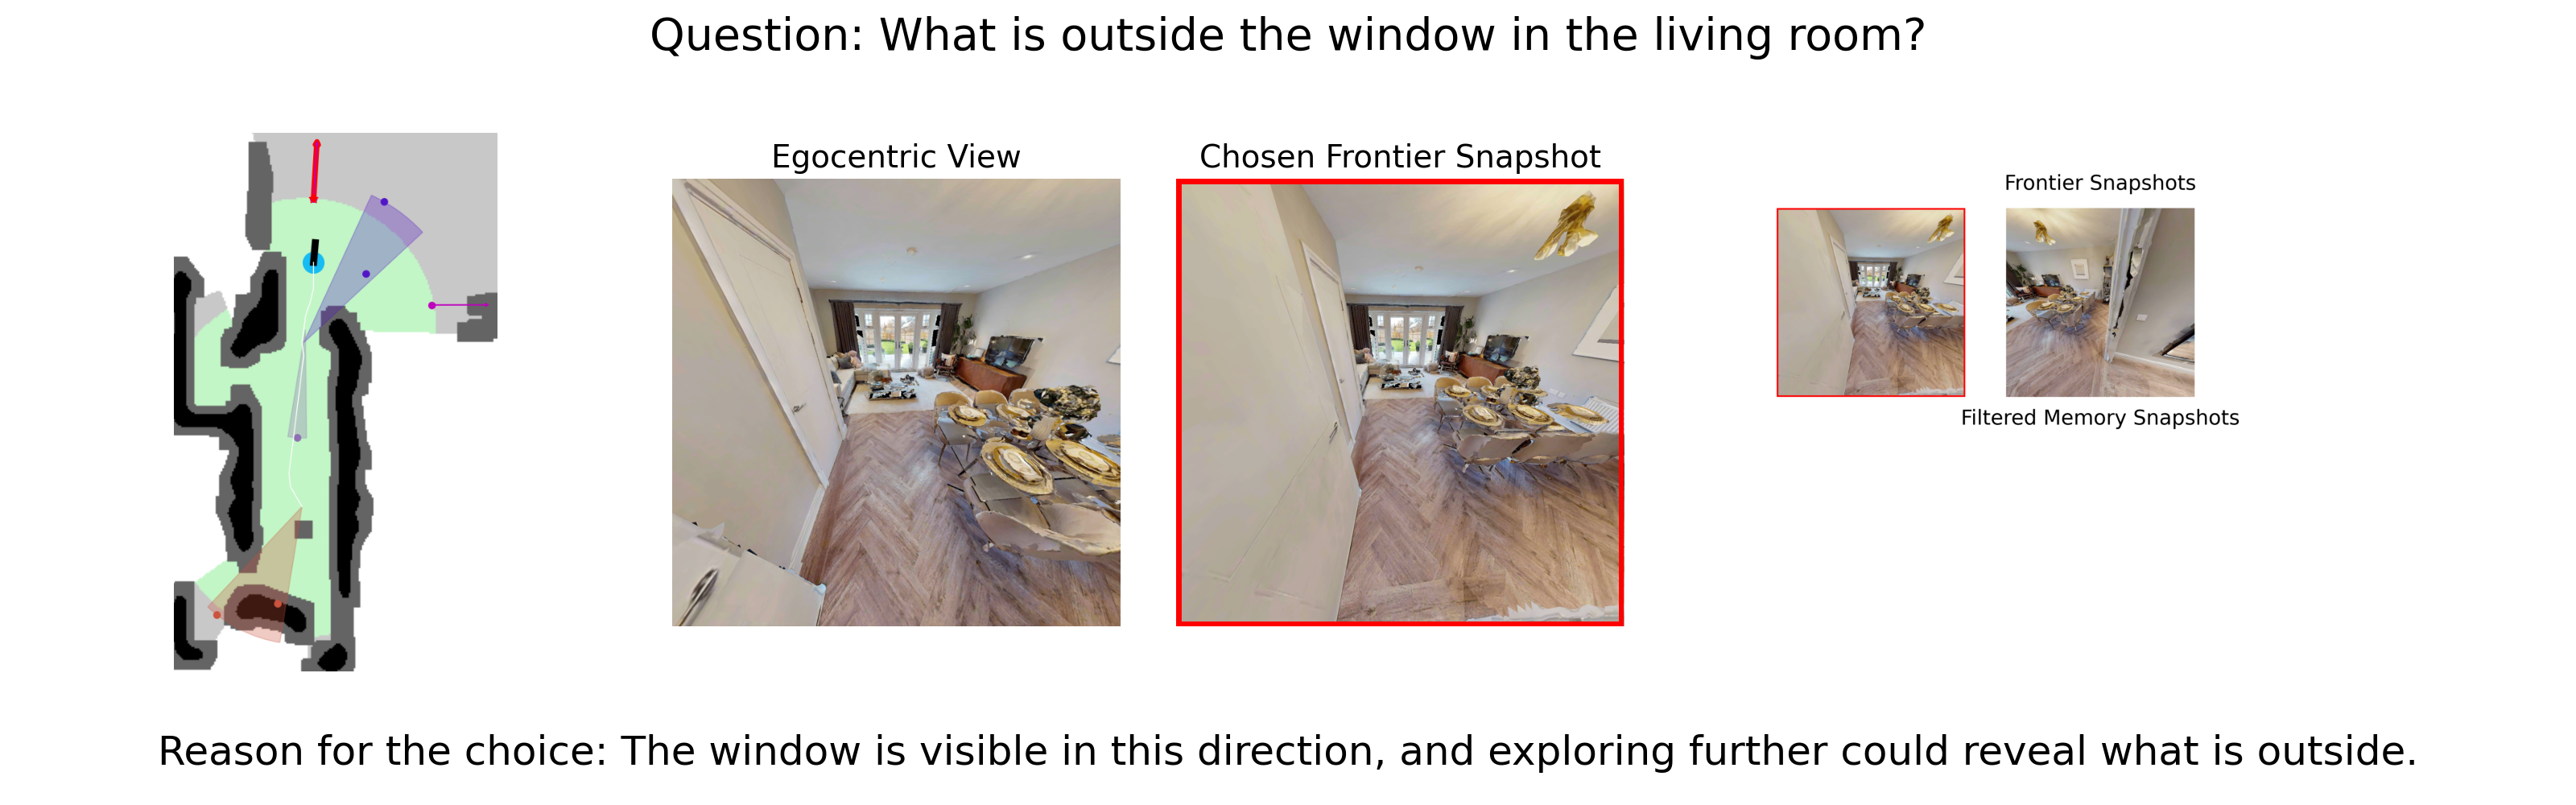 Question: What is outside the window in the living room?
Egocentric View
Chosen Frontier Snapshot
Frontier Snapshots
Filtered Memory Snapshots
Reason for the choice: The window is visible in this direction, and exploring further could reveal what is outside.